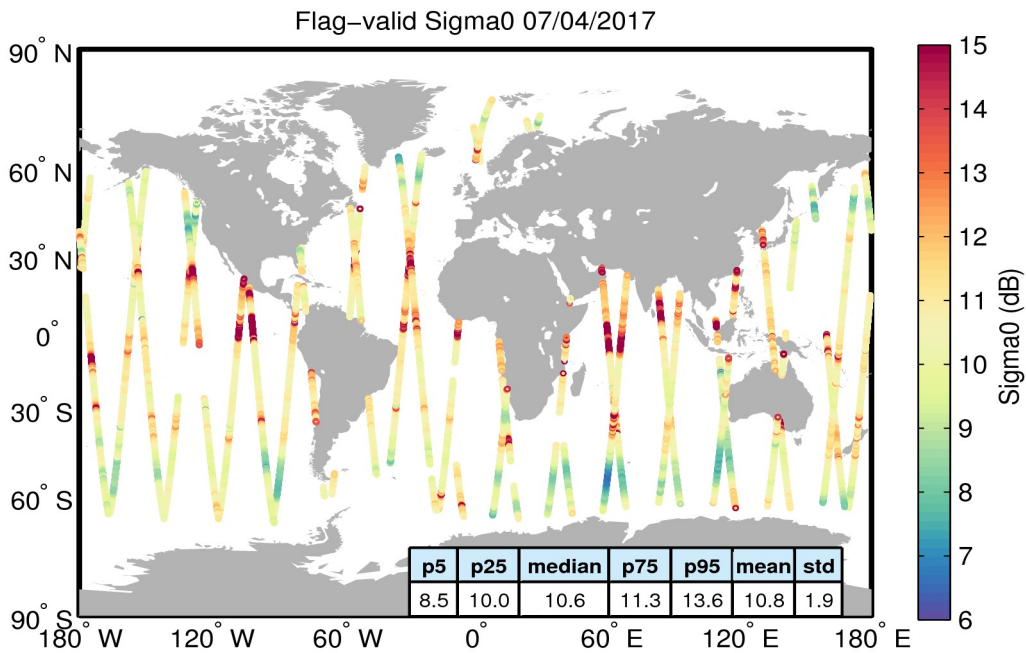 Flag−valid Sigma0 07/04/2017
90° N
60° N
30° N
0°
30° S
60° S
90° S
180° W
120° W
60° W
0°
60° E
120° E
180° E
p5 p25 median p75 p95 mean std
8.5 10.0 10.6 11.3 13.6 10.8 1.9
15
14
13
12
11
10
9
8
7
6
Sigma0 (dB)